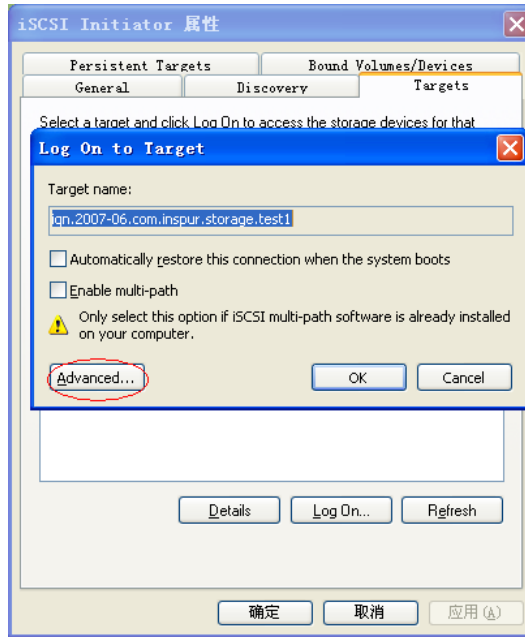 iSCSI Initiator 属性
Persistent Targets
Bound Volumes/Devices
General
Discovery
Targets
Select a target and click Log On to access the storage devices for that
Log On to Target
Target name:
iqn.2007-06.com.inspur.storage.test1
Automatically restore this connection when the system boots
Enable multi-path
Only select this option if iSCSI multi-path software is already installed
on your computer.
Advanced...
OK
Cancel
Details
Log On...
Refresh
确定
取消
应用(A)